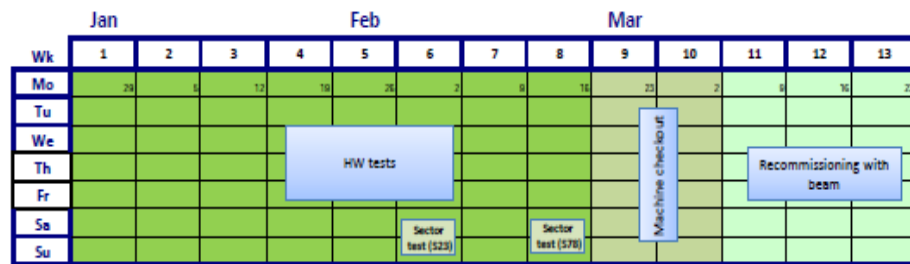 Jan Feb Mar
Wk 1 2 3 4 5 6 7 8 9 10 11 12 13
Mo 29 5 12 19 26 2 9 16 23 2 9 16
Tu
We
Th
Fr
Sa
Su
HW tests
Sector
test (S23)
Sector
test (S78)
Machine checkout
Recommissioning with
beam